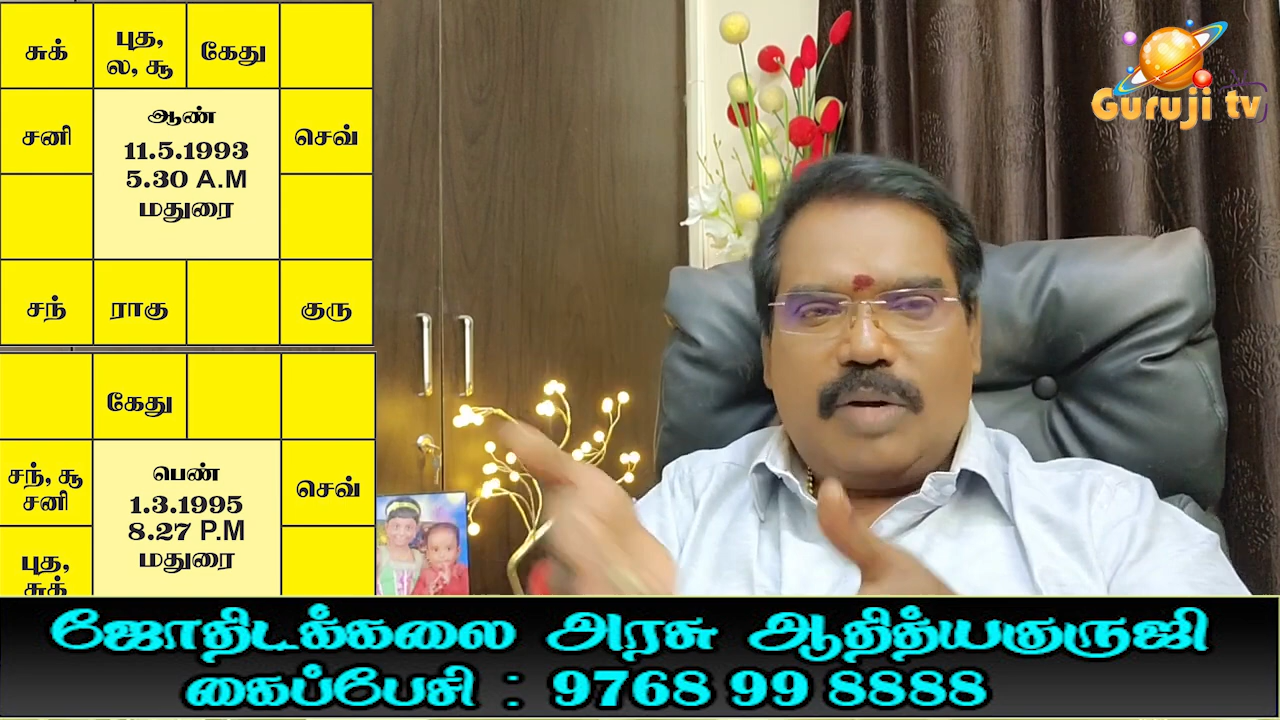 சுக்
புத,
ல, சூ
கேது
சனி
ஆண்
11.5.1993
5.30 A.M
மதுரை
செவ்
சந்
ராகு
குரு
கேது
சந், சூ
சனி
பெண்
1.3.1995
8.27 P.M
மதுரை
செவ்
புத,
சுக்
Guruji tv
ஜோதிடக்கலை அரசு ஆதித்யகுருஜி
கைப்பேசி : 9768 99 8888